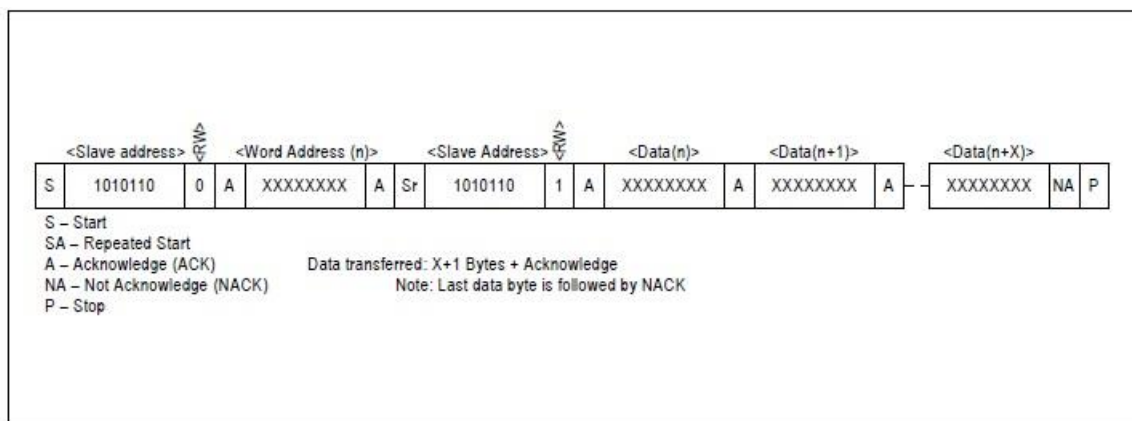 <Slave address> <RW> <Word Address (n)> <Slave Address> <RW> <Data(n)> <Data(n+1)> <Data(n+X)>
S 1010110 0 A XXXXXXXX A Sr 1010110 1 A XXXXXXXX A XXXXXXXX A XXXXXXXX NA P
S – Start
SA – Repeated Start
A – Acknowledge (ACK) Data transferred: X+1 Bytes + Acknowledge
NA – Not Acknowledge (NACK) Note: Last data byte is followed by NACK
P – Stop